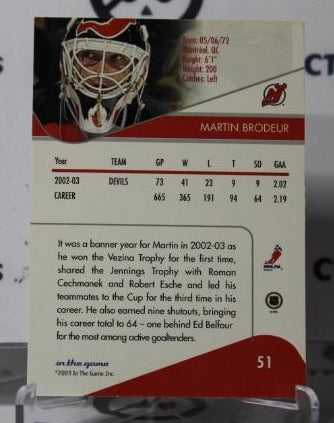 Born: 05/06/72
Montréal, QC
Height: 6'1"
Weight: 200
Catches: Left
MARTIN BRODEUR
Year TEAM GP W L T SO GAA
2002-03 DEVILS 73 41 23 9 9 2.02
CAREER 665 365 191 94 64 2.19
It was a banner year for Martin in 2002-03 as
he won the Vezina Trophy for the first time,
shared the Jennings Trophy with Roman
Cechmanek and Robert Esche and led his
teammates to the Cup for the third time in his
career. He also earned nine shutouts, bringing
his career total to 64 – one behind Ed Belfour
for the most among active goaltenders.
in the game
©2003 In The Game Inc.
51